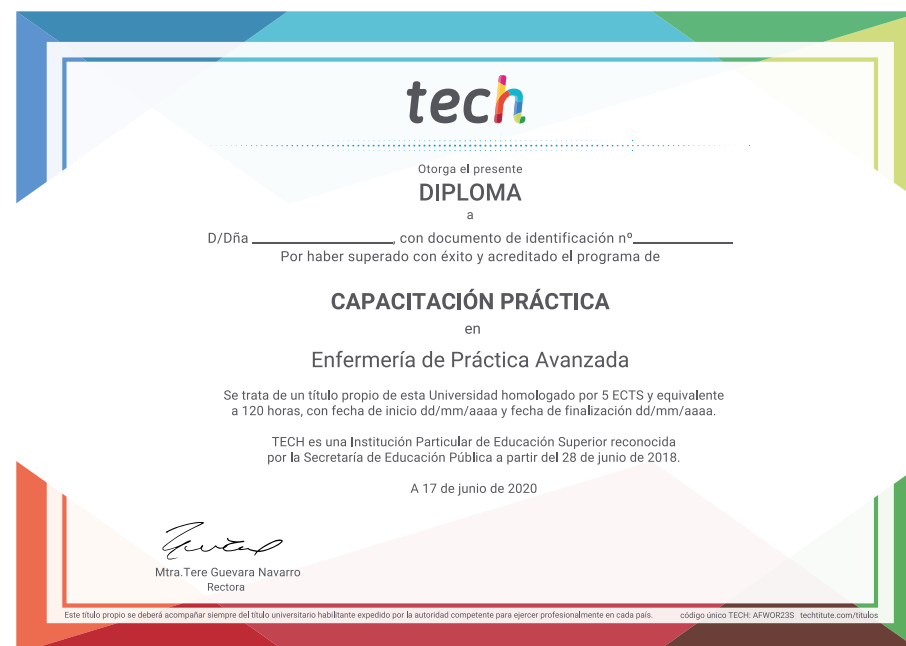 tech
Otorga el presente
DIPLOMA
a
D/Dña ____________________, con documento de identificación nº______________
Por haber superado con éxito y acreditado el programa de
CAPACITACIÓN PRÁCTICA
en
Enfermería de Práctica Avanzada
Se trata de un título propio de esta Universidad homologado por 5 ECTS y equivalente
a 120 horas, con fecha de inicio dd/mm/aaaa y fecha de finalización dd/mm/aaaa.
TECH es una Institución Particular de Educación Superior reconocida
por la Secretaría de Educación Pública a partir del 28 de junio de 2018.
A 17 de junio de 2020
Mtra.Tere Guevara Navarro
Rectora
Este título propio se deberá acompañar siempre del título universitario habilitante expedido por la autoridad competente para ejercer profesionalmente en cada país. código único TECH: AFWOR23S techtitute.com/titulos